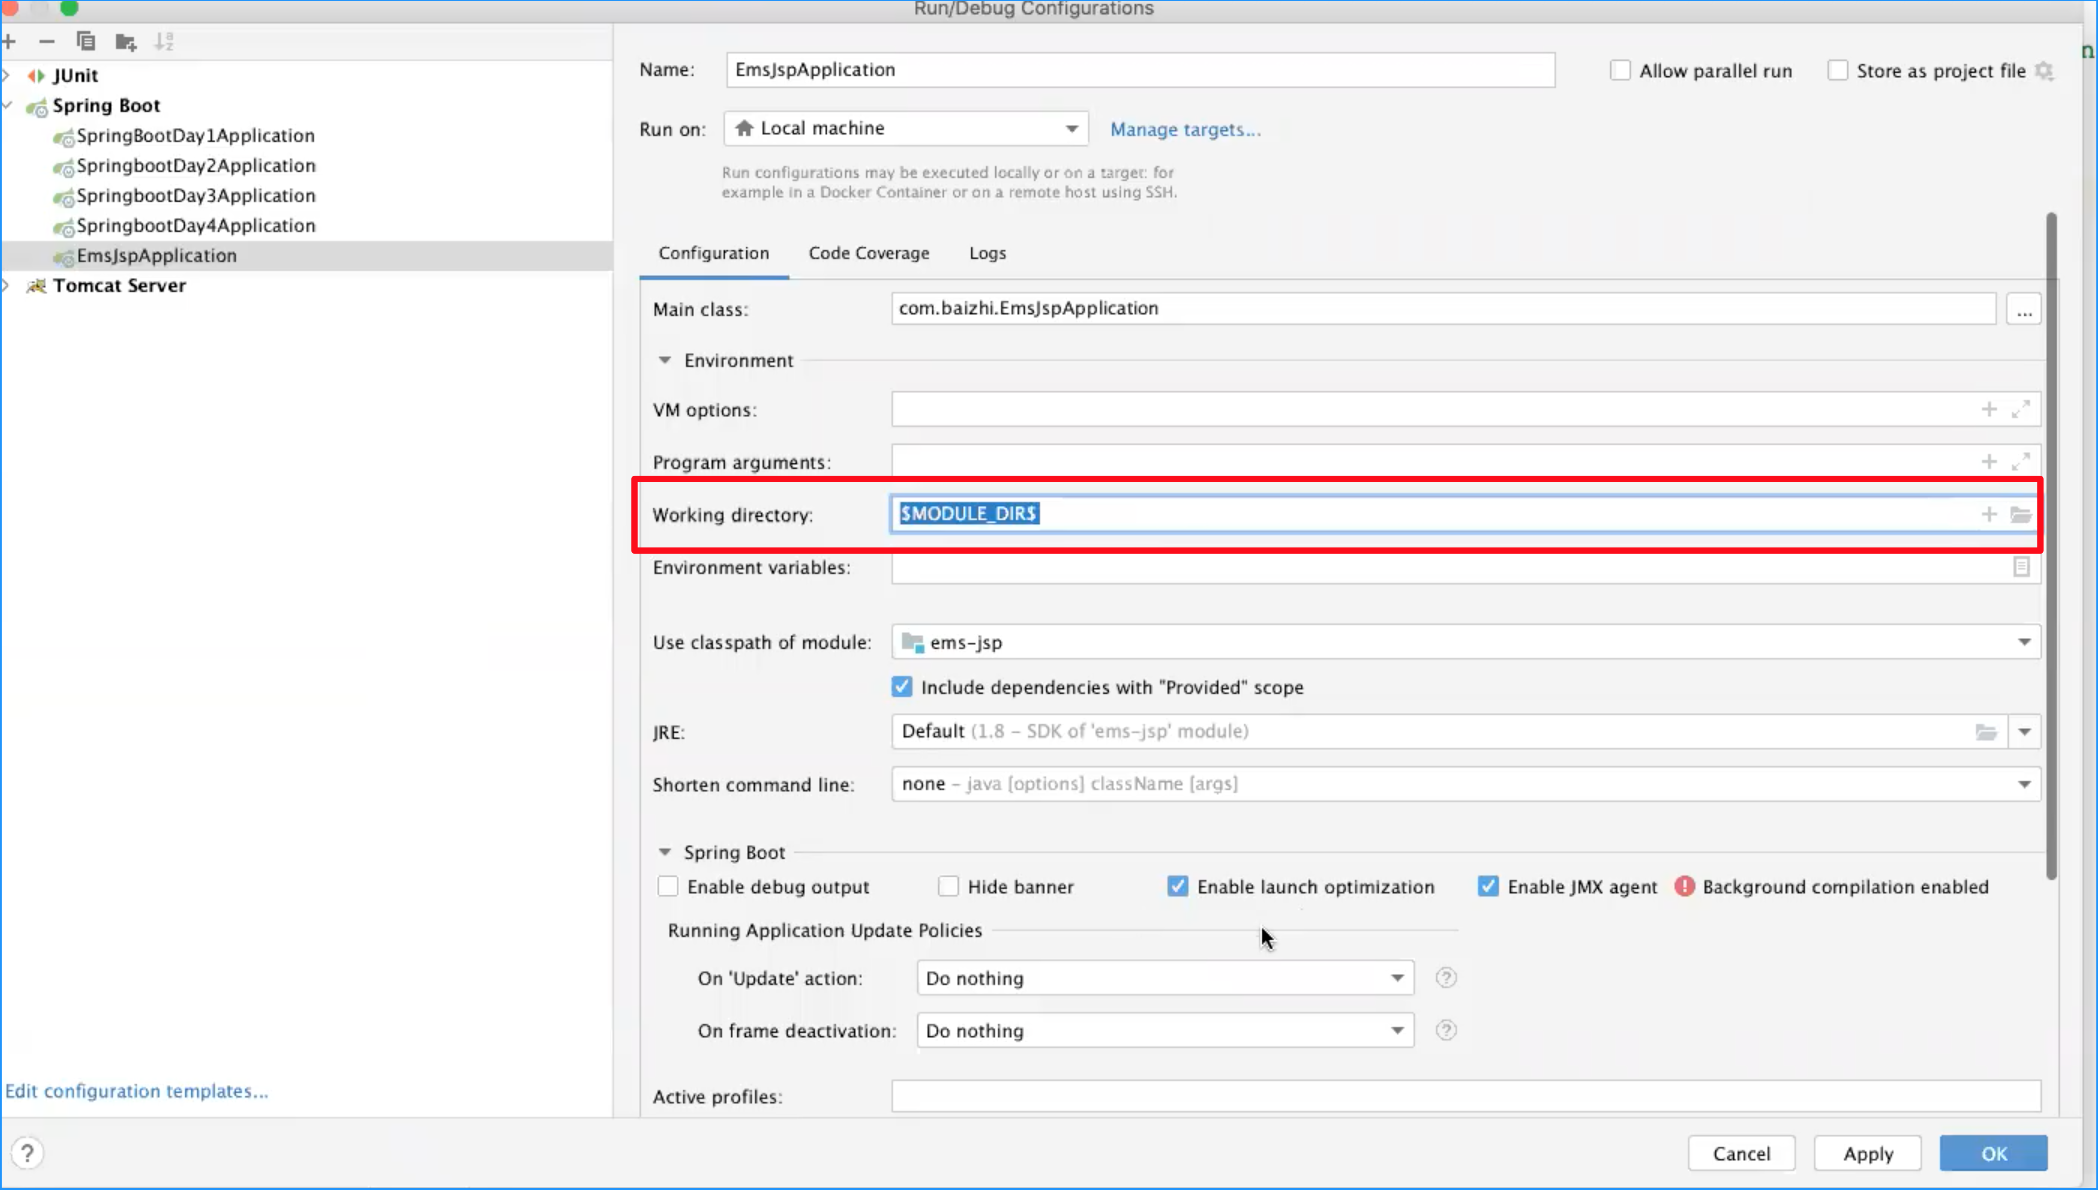 Run/Debug Configurations
JUnit
Spring Boot
SpringBootDay1Application
SpringbootDay2Application
SpringbootDay3Application
SpringbootDay4Application
EmsJspApplication
Tomcat Server
Edit configuration templates...
Name: EmsJspApplication
Allow parallel run
Store as project file
Run on: Local machine
Manage targets...
Run configurations may be executed locally or on a target: for
example in a Docker Container or on a remote host using SSH.
Configuration Code Coverage Logs
Main class: com.baizhi.EmsJspApplication ...
Environment
VM options:
Program arguments:
Working directory: $MODULE_DIR$
Environment variables:
Use classpath of module: ems-jsp
Include dependencies with "Provided" scope
JRE: Default (1.8 – SDK of 'ems-jsp' module)
Shorten command line: none – java [options] className [args]
Spring Boot
Enable debug output Hide banner Enable launch optimization Enable JMX agent Background compilation enabled
Running Application Update Policies
On 'Update' action: Do nothing ?
On frame deactivation: Do nothing ?
Active profiles:
? Cancel Apply OK
n